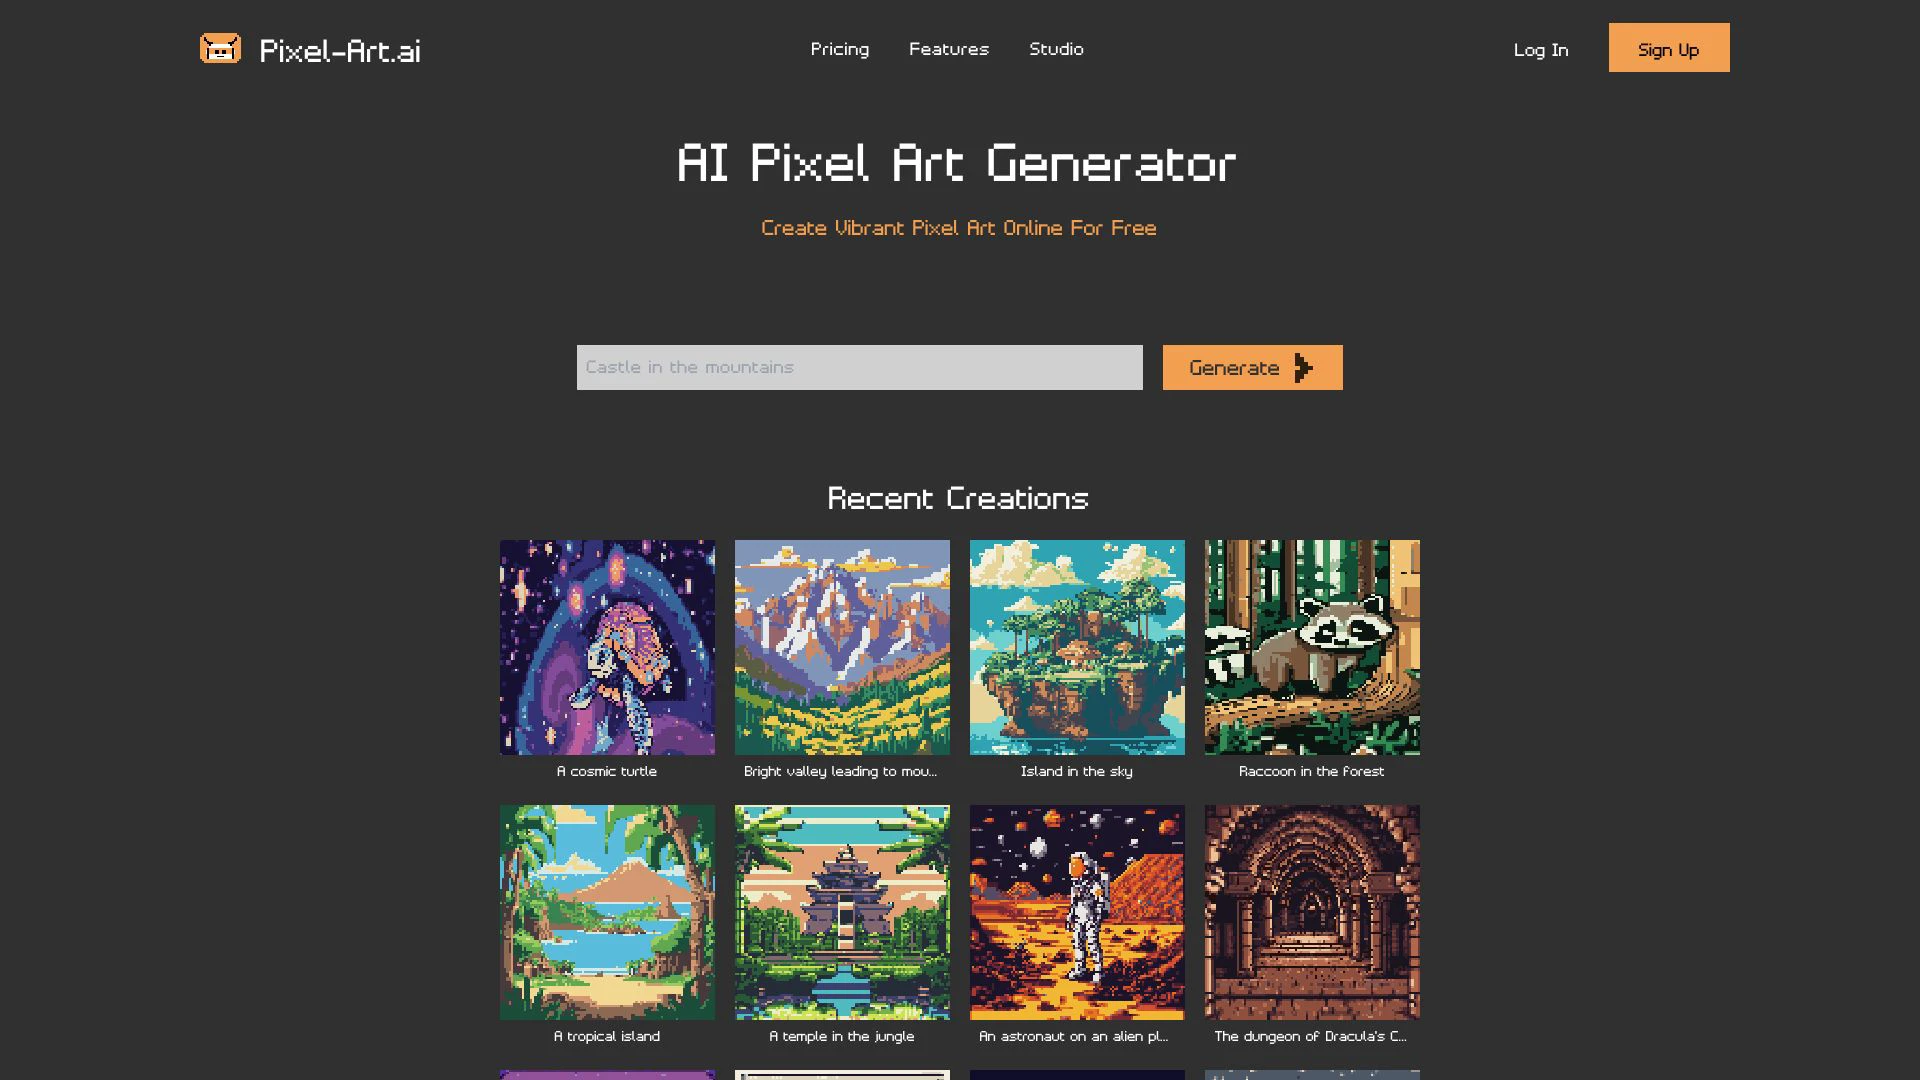 Pixel-Art.ai
Pricing
Features
Studio
Log In
Sign Up
AI Pixel Art Generator
Create Vibrant Pixel Art Online For Free
Castle in the mountains
Generate
Recent Creations
A cosmic turtle
Bright valley leading to mou...
Island in the sky
Raccoon in the forest
A tropical island
A temple in the jungle
An astronaut on an alien pl...
The dungeon of Dracula's C...